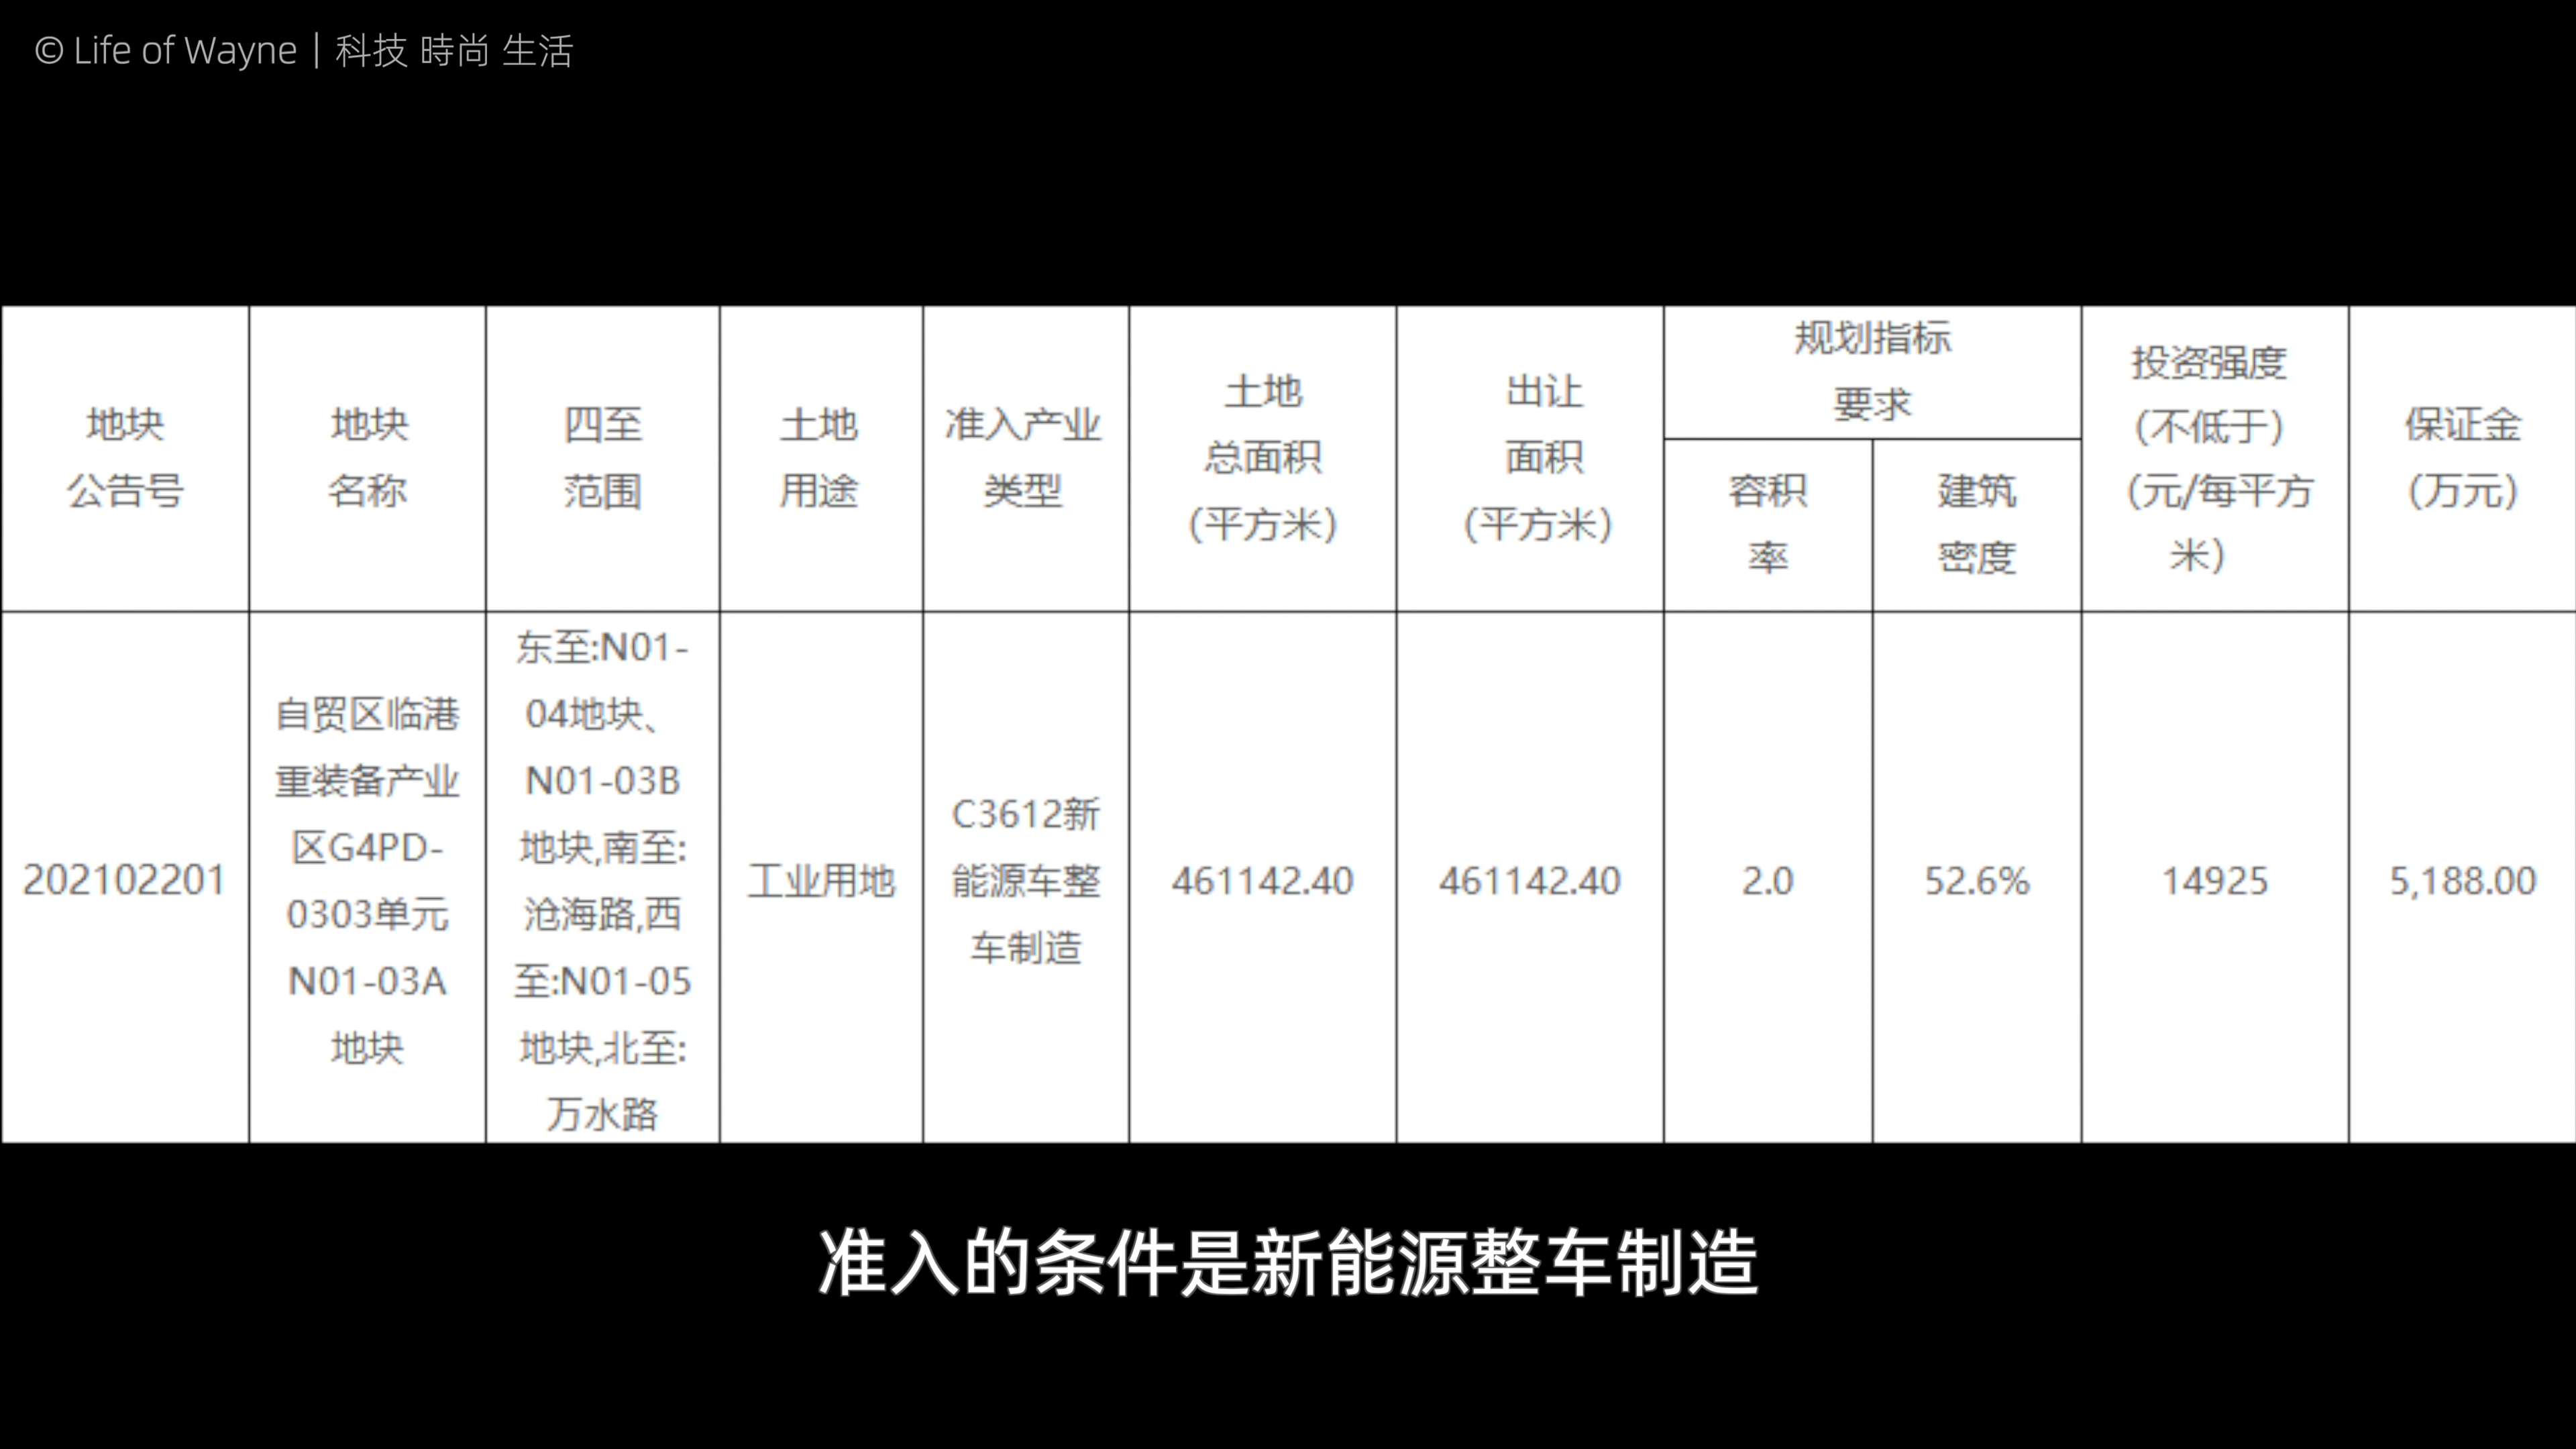 © Life of Wayne | 科技 時尚 生活
地块
公告号
地块
名称
四至
范围
土地
用途
准入产业
类型
土地
总面积
(平方米)
出让
面积
(平方米)
规划指标
要求
容积
率
建筑
密度
投资强度
(不低于)
(元/每平方
米)
保证金
(万元)
202102201
自贸区临港
重装备产业
区G4PD-
0303单元
N01-03A
地块
东至:N01-
04地块、
N01-03B
地块,南至:
沧海路,西
至:N01-05
地块,北至:
万水路
工业用地
C3612新
能源车整
车制造
461142.40
461142.40
2.0
52.6%
14925
5,188.00
准入的条件是新能源整车制造